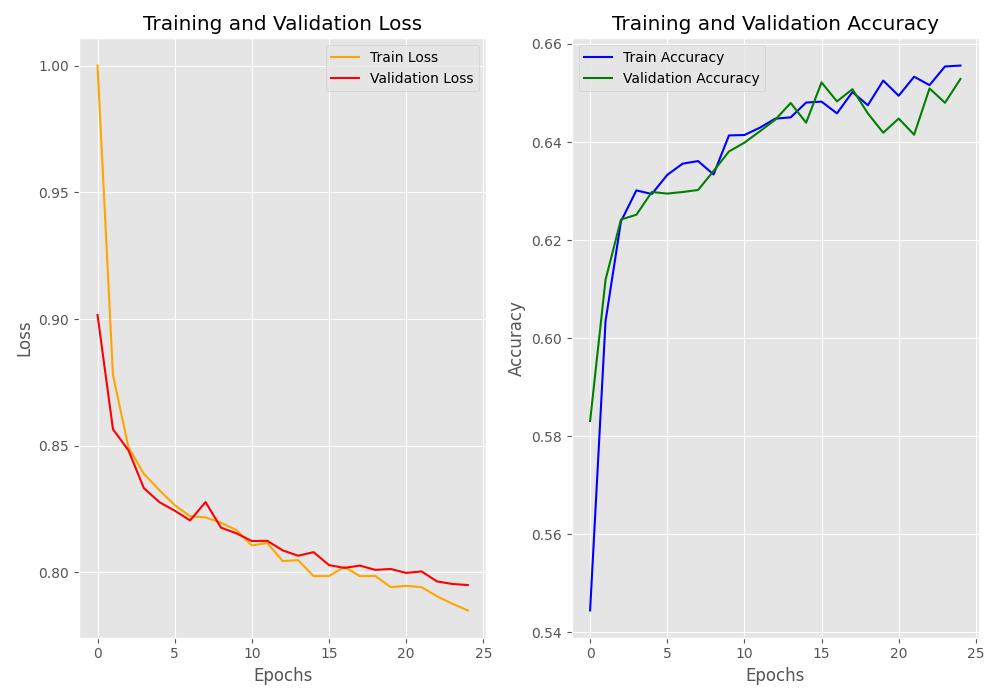 Training and Validation Loss
Train Loss
Validation Loss
1.00
0.95
0.90
0.85
0.80
Loss
0
5
10
15
20
25
Epochs
Training and Validation Accuracy
Train Accuracy
Validation Accuracy
0.66
0.64
0.62
0.60
0.58
0.56
0.54
Accuracy
0
5
10
15
20
25
Epochs